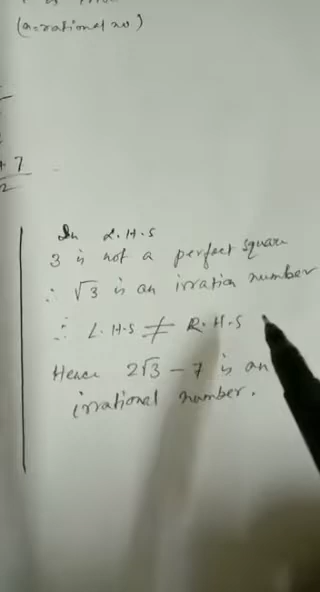 (a=rational no)
+ 7
2
In L.H.S
3 is not a perfect square
∴ √3 is an irration number
∴ L.H.S ≠ R.H.S
Hence 2√3 - 7 is an
irrational number.